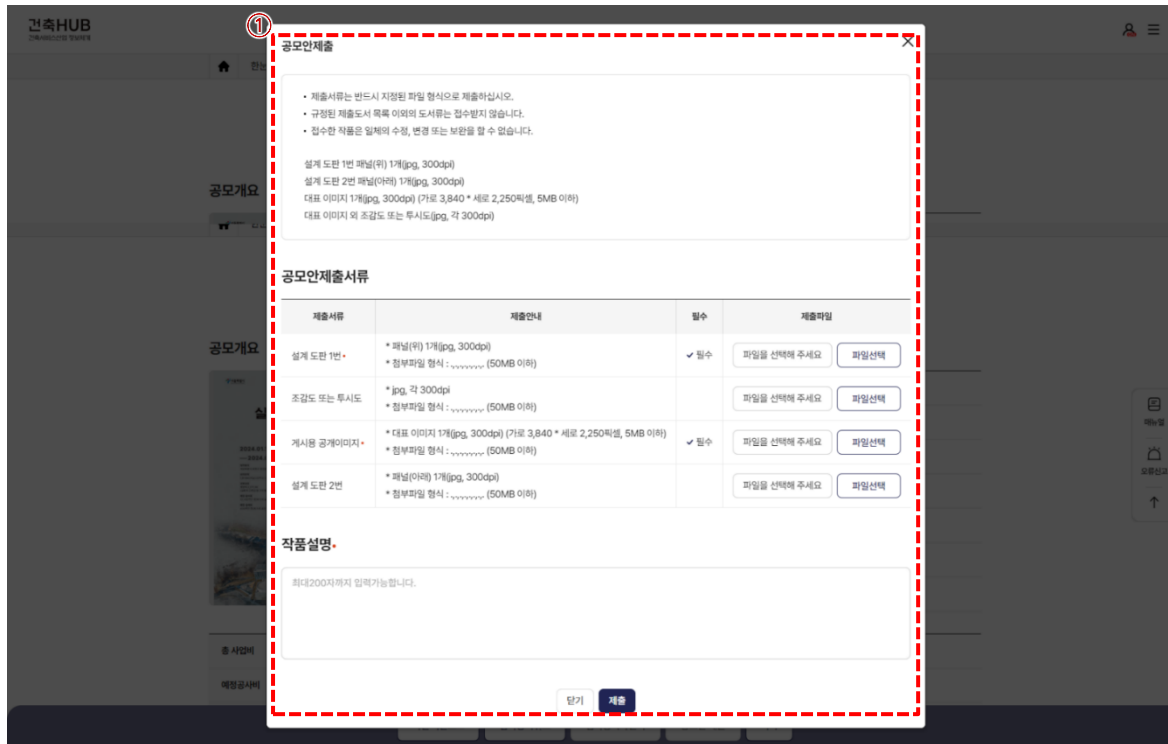 건축HUB
건축서비스산업 정보체계
①
공모안제출
• 제출서류는 반드시 지정된 파일 형식으로 제출하십시오.
• 규정된 제출도서 목록 이외의 도서류는 접수받지 않습니다.
• 접수한 작품은 일체의 수정, 변경 또는 보완을 할 수 없습니다.
설계 도판 1번 패널(위) 1개(jpg, 300dpi)
설계 도판 2번 패널(아래) 1개(jpg, 300dpi)
대표 이미지 1개(jpg, 300dpi) (가로 3,840 * 세로 2,250픽셀, 5MB 이하)
대표 이미지 외 조감도 또는 투시도(jpg, 각 300dpi)
공모개요
공모안제출서류
제출서류 제출안내 필수 제출파일
공모개요
설계 도판 1번• * 패널(위) 1개(jpg, 300dpi) ✔ 필수 파일을 선택해 주세요 파일선택
* 첨부파일 형식 : ,,,,,,,,, (50MB 이하)
조감도 또는 투시도 * jpg, 각 300dpi 파일을 선택해 주세요 파일선택
* 첨부파일 형식 : ,,,,,,,,, (50MB 이하)
게시용 공개이미지• * 대표 이미지 1개(jpg, 300dpi) (가로 3,840 * 세로 2,250픽셀, 5MB 이하) ✔ 필수 파일을 선택해 주세요 파일선택
* 첨부파일 형식 : ,,,,,,,,, (50MB 이하)
설계 도판 2번 * 패널(아래) 1개(jpg, 300dpi) 파일을 선택해 주세요 파일선택
* 첨부파일 형식 : ,,,,,,,,, (50MB 이하)
매뉴얼
오류신고
작품설명•
최대200자까지 입력가능합니다.
총 사업비
예정공사비
닫기 제출